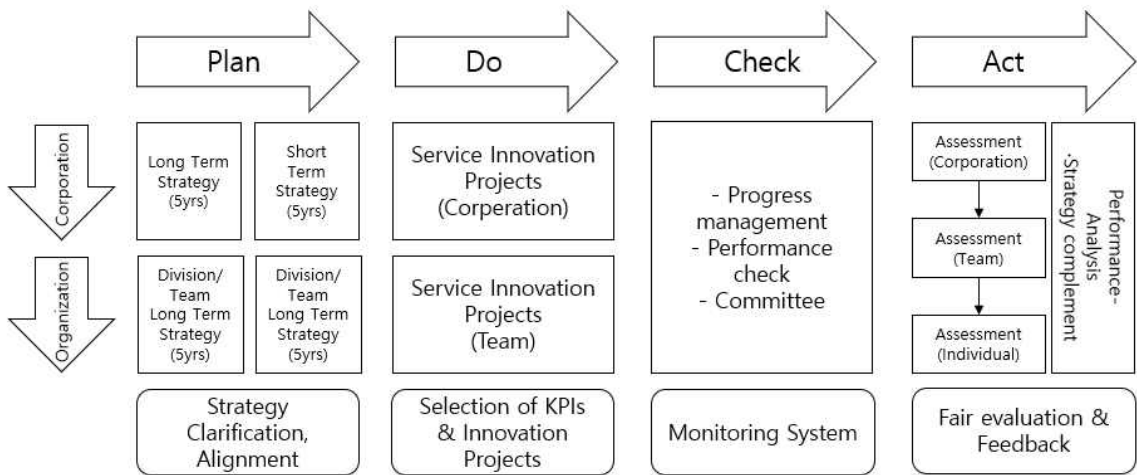 Plan
Do
Check
Act
Corporation
Long Term
Strategy
(5yrs)
Short
Term
Strategy
(5yrs)
Service Innovation
Projects
(Corperation)
- Progress
management
- Performance
check
- Committee
Assessment
(Corporation)
Assessment
(Team)
Assessment
(Individual)
Performance-
Analysis
·Strategy complement
Organization
Division/
Team
Long Term
Strategy
(5yrs)
Division/
Team
Long Term
Strategy
(5yrs)
Service Innovation
Projects
(Team)
Strategy
Clarification,
Alignment
Selection of KPIs
& Innovation
Projects
Monitoring System
Fair evaluation &
Feedback